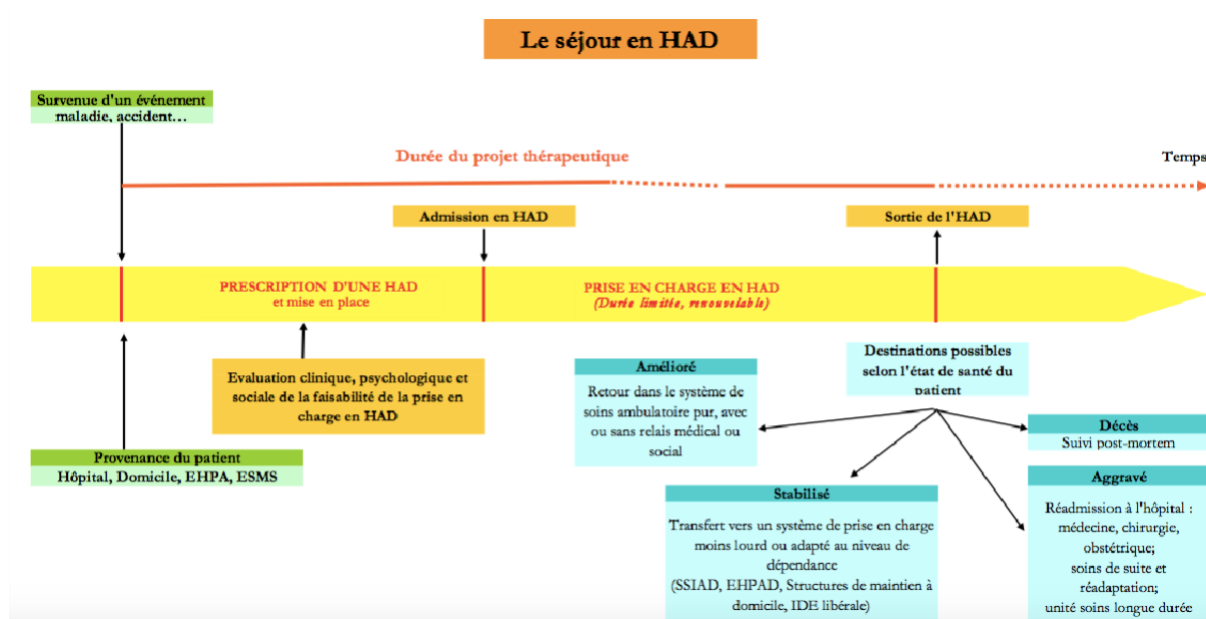 Le séjour en HAD
Survenue d'un événement
maladie, accident...
Durée du projet thérapeutique
Temps
Admission en HAD
Sortie de l'HAD
PRESCRIPTION D'UNE HAD
et mise en place
PRISE EN CHARGE EN HAD
(Durée limitée, renouvelable)
Evaluation clinique, psychologique et
sociale de la faisabilité de la prise en
charge en HAD
Provenance du patient
Hôpital, Domicile, EHPA, ESMS
Destinations possibles
selon l'état de santé du
patient
Amélioré
Retour dans le système de
soins ambulatoire pur, avec
ou sans relais médical ou
social
Stabilisé
Transfert vers un système de prise en charge
moins lourd ou adapté au niveau de
dépendance
(SSIAD, EHPAD, Structures de maintien à
domicile, IDE libérale)
Décès
Suivi post-mortem
Aggravé
Réadmission à l'hôpital :
médecine, chirurgie,
obstétrique;
soins de suite et
réadaptation;
unité soins longue durée